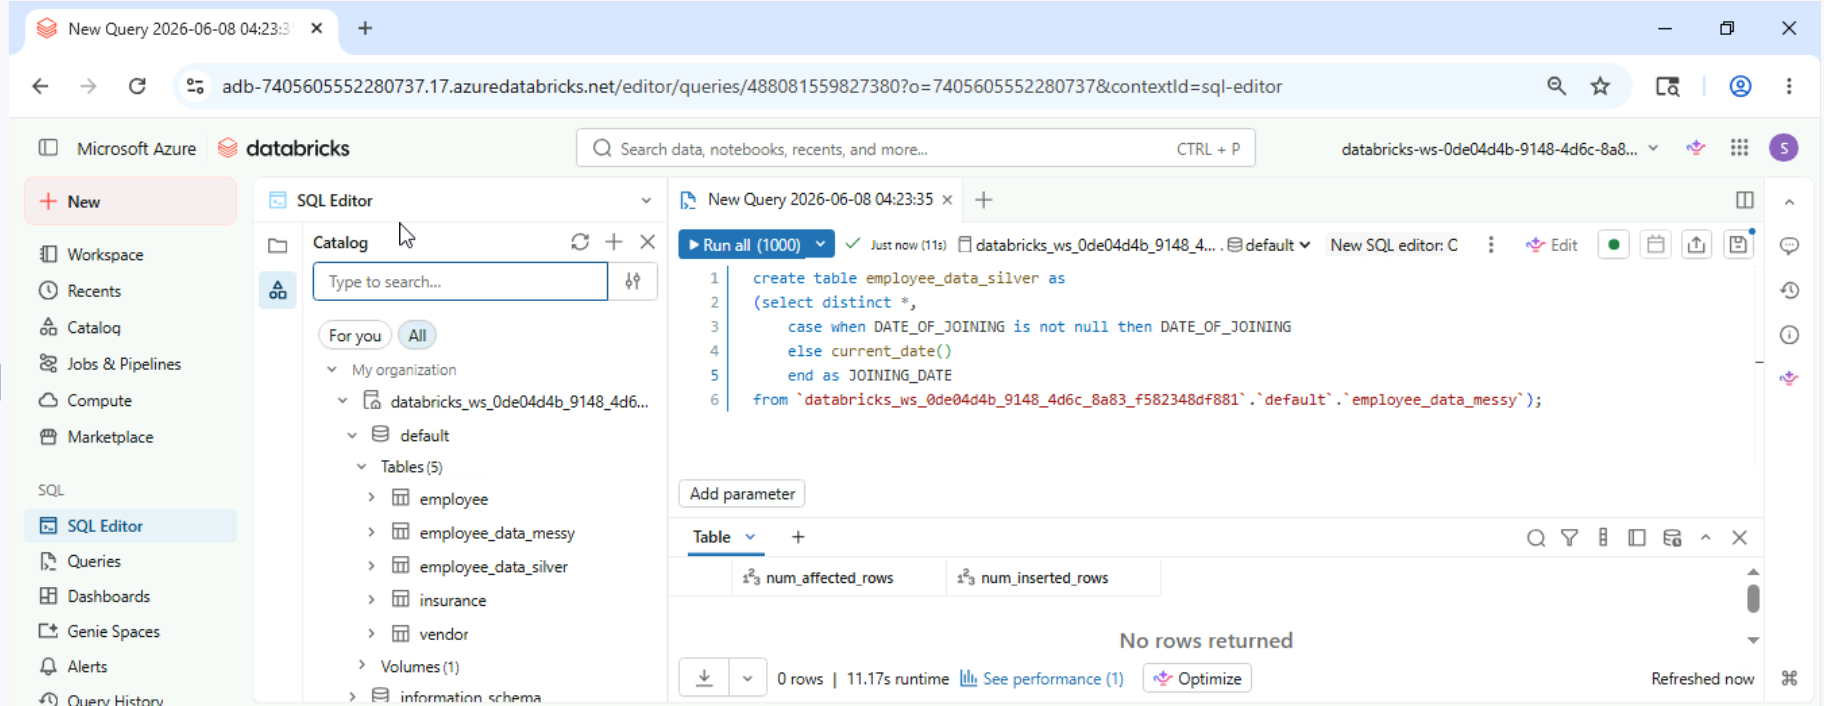 New Query 2026-06-08 04:23:3
adb-7405605552280737.17.azuredatabricks.net/editor/queries/488081559827380?o=7405605552280737&contextId=sql-editor
Microsoft Azure databricks
Search data, notebooks, recents, and more... CTRL + P
databricks-ws-0de04d4b-9148-4d6c-8a8... S
New
Workspace
Recents
Catalog
Jobs & Pipelines
Compute
Marketplace
SQL
SQL Editor
Queries
Dashboards
Genie Spaces
Alerts
Query History
SQL Editor
Catalog
Type to search...
For you All
My organization
databricks_ws_0de04d4b_9148_4d6...
default
Tables (5)
employee
employee_data_messy
employee_data_silver
insurance
vendor
Volumes (1)
information_schema
New Query 2026-06-08 04:23:35
Run all (1000) Just now (11s) databricks_ws_0de04d4b_9148_4... . default New SQL editor: C Edit
1 create table employee_data_silver as
2 (select distinct *,
3 case when DATE_OF_JOINING is not null then DATE_OF_JOINING
4 else current_date()
5 end as JOINING_DATE
6 from `databricks_ws_0de04d4b_9148_4d6c_8a83_f582348df881`.`default`.`employee_data_messy`);
Add parameter
Table
123 num_affected_rows 123 num_inserted_rows
No rows returned
0 rows | 11.17s runtime See performance (1) Optimize Refreshed now